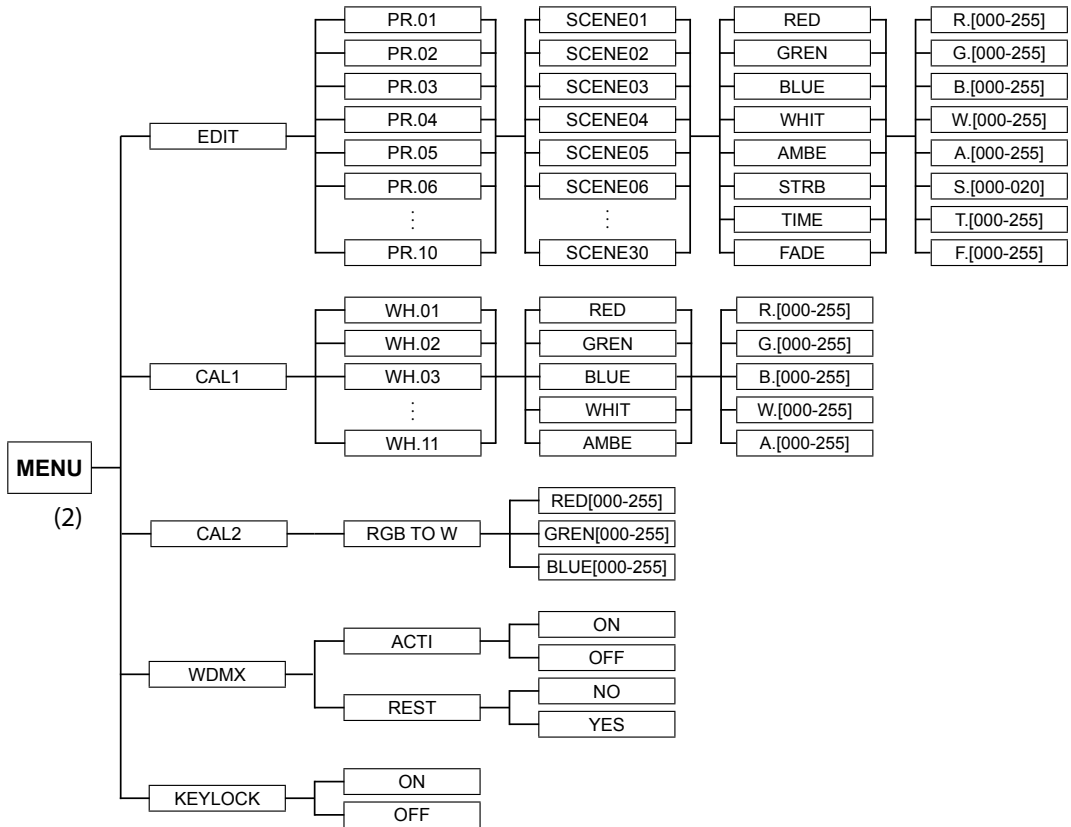 MENU
(2)
EDIT
PR.01
PR.02
PR.03
PR.04
PR.05
PR.06
⋮
PR.10
SCENE01
SCENE02
SCENE03
SCENE04
SCENE05
SCENE06
⋮
SCENE30
RED
GREN
BLUE
WHIT
AMBE
STRB
TIME
FADE
R.[000-255]
G.[000-255]
B.[000-255]
W.[000-255]
A.[000-255]
S.[000-020]
T.[000-255]
F.[000-255]
CAL1
WH.01
WH.02
WH.03
⋮
WH.11
RED
GREN
BLUE
WHIT
AMBE
R.[000-255]
G.[000-255]
B.[000-255]
W.[000-255]
A.[000-255]
CAL2
RGB TO W
RED[000-255]
GREN[000-255]
BLUE[000-255]
WDMX
ACTI
ON
OFF
REST
NO
YES
KEYLOCK
ON
OFF